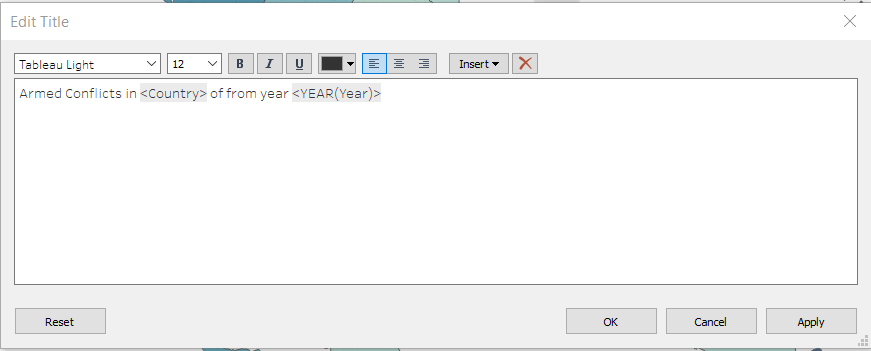 Edit Title
Tableau Light 12 B I U Insert
Armed Conflicts in <Country> of from year <YEAR(Year)>
Reset OK Cancel Apply